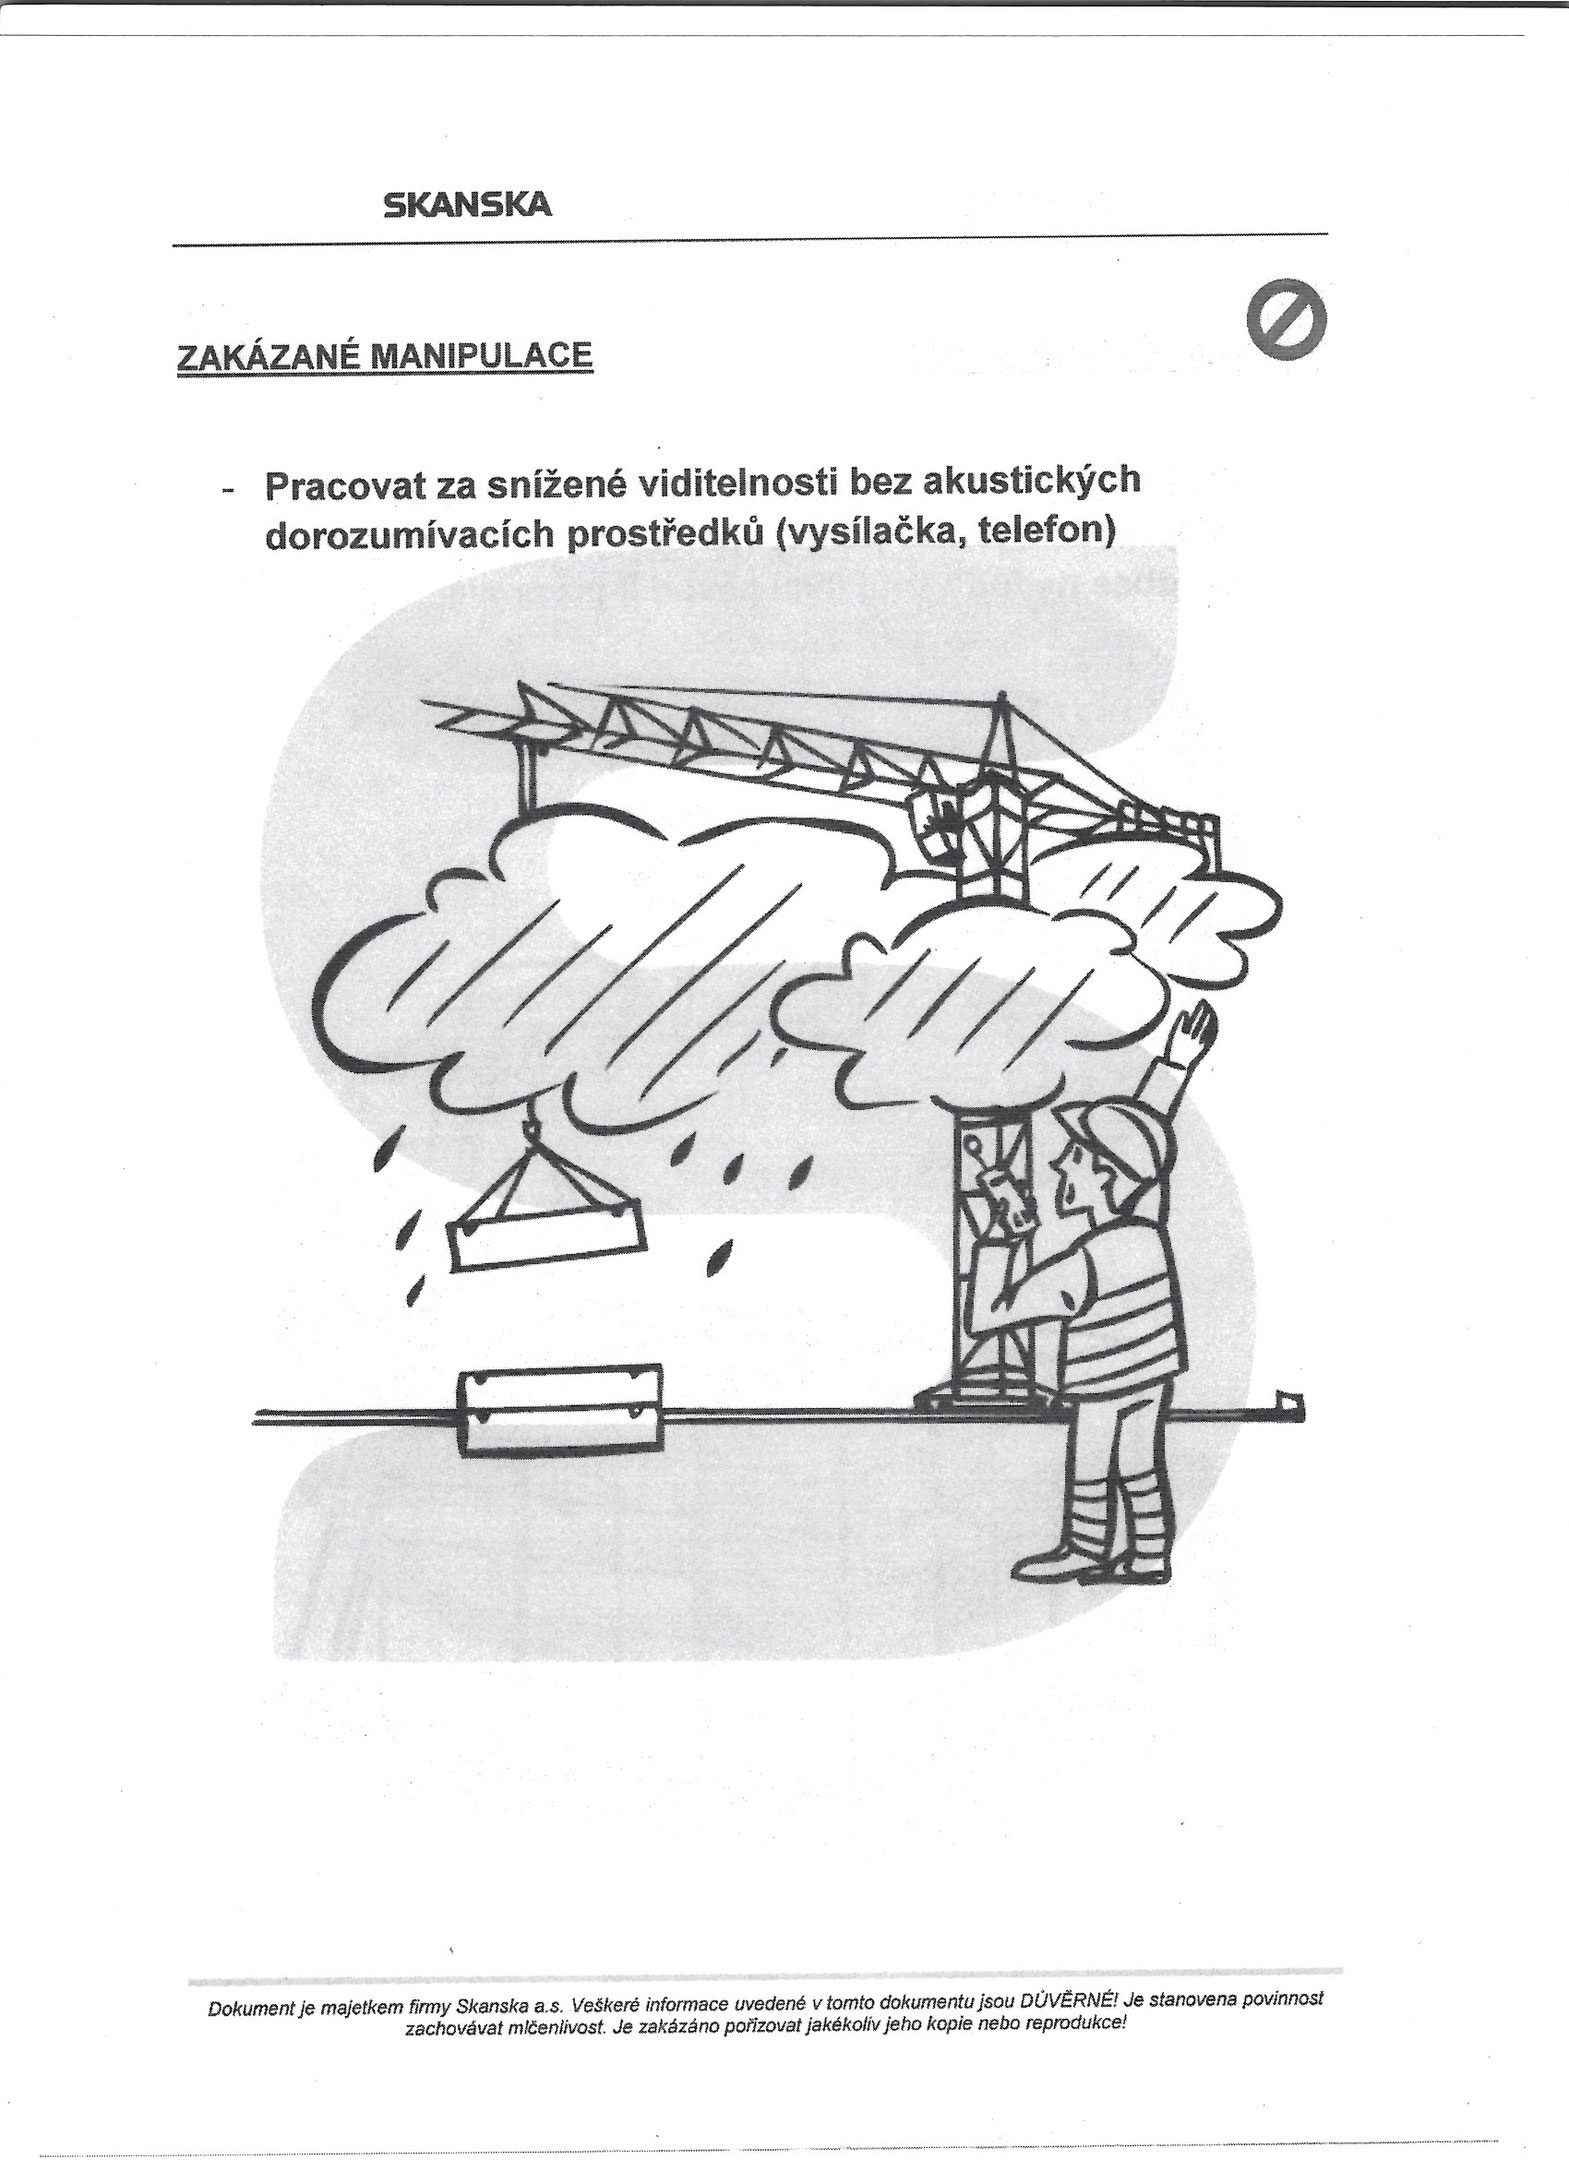 SKANSKA
ZAKÁZANÉ MANIPULACE
- Pracovat za snížené viditelnosti bez akustických
dorozumívacích prostředků (vysílačka, telefon)
Dokument je majetkem firmy Skanska a.s. Veškeré informace uvedené v tomto dokumentu jsou DŮVĚRNÉ! Je stanovena povinnost
zachovávat mlčenlivost. Je zakázáno pořizovat jakékoliv jeho kopie nebo reprodukce!